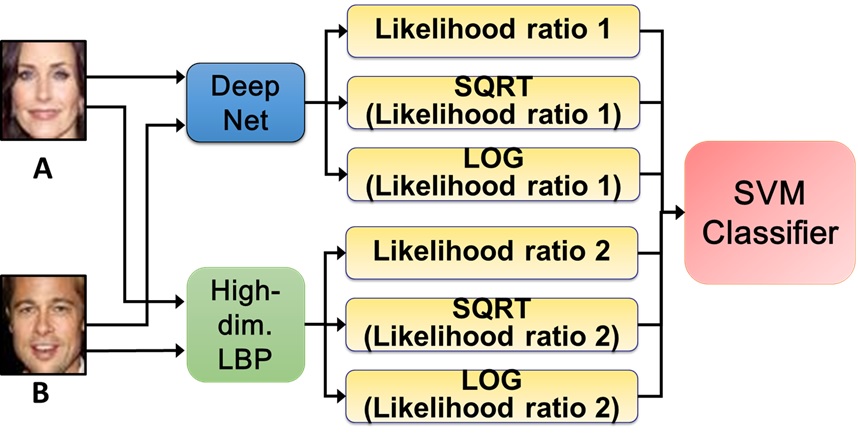 A
B
Deep
Net
High-
dim.
LBP
Likelihood ratio 1
SQRT
(Likelihood ratio 1)
LOG
(Likelihood ratio 1)
Likelihood ratio 2
SQRT
(Likelihood ratio 2)
LOG
(Likelihood ratio 2)
SVM
Classifier